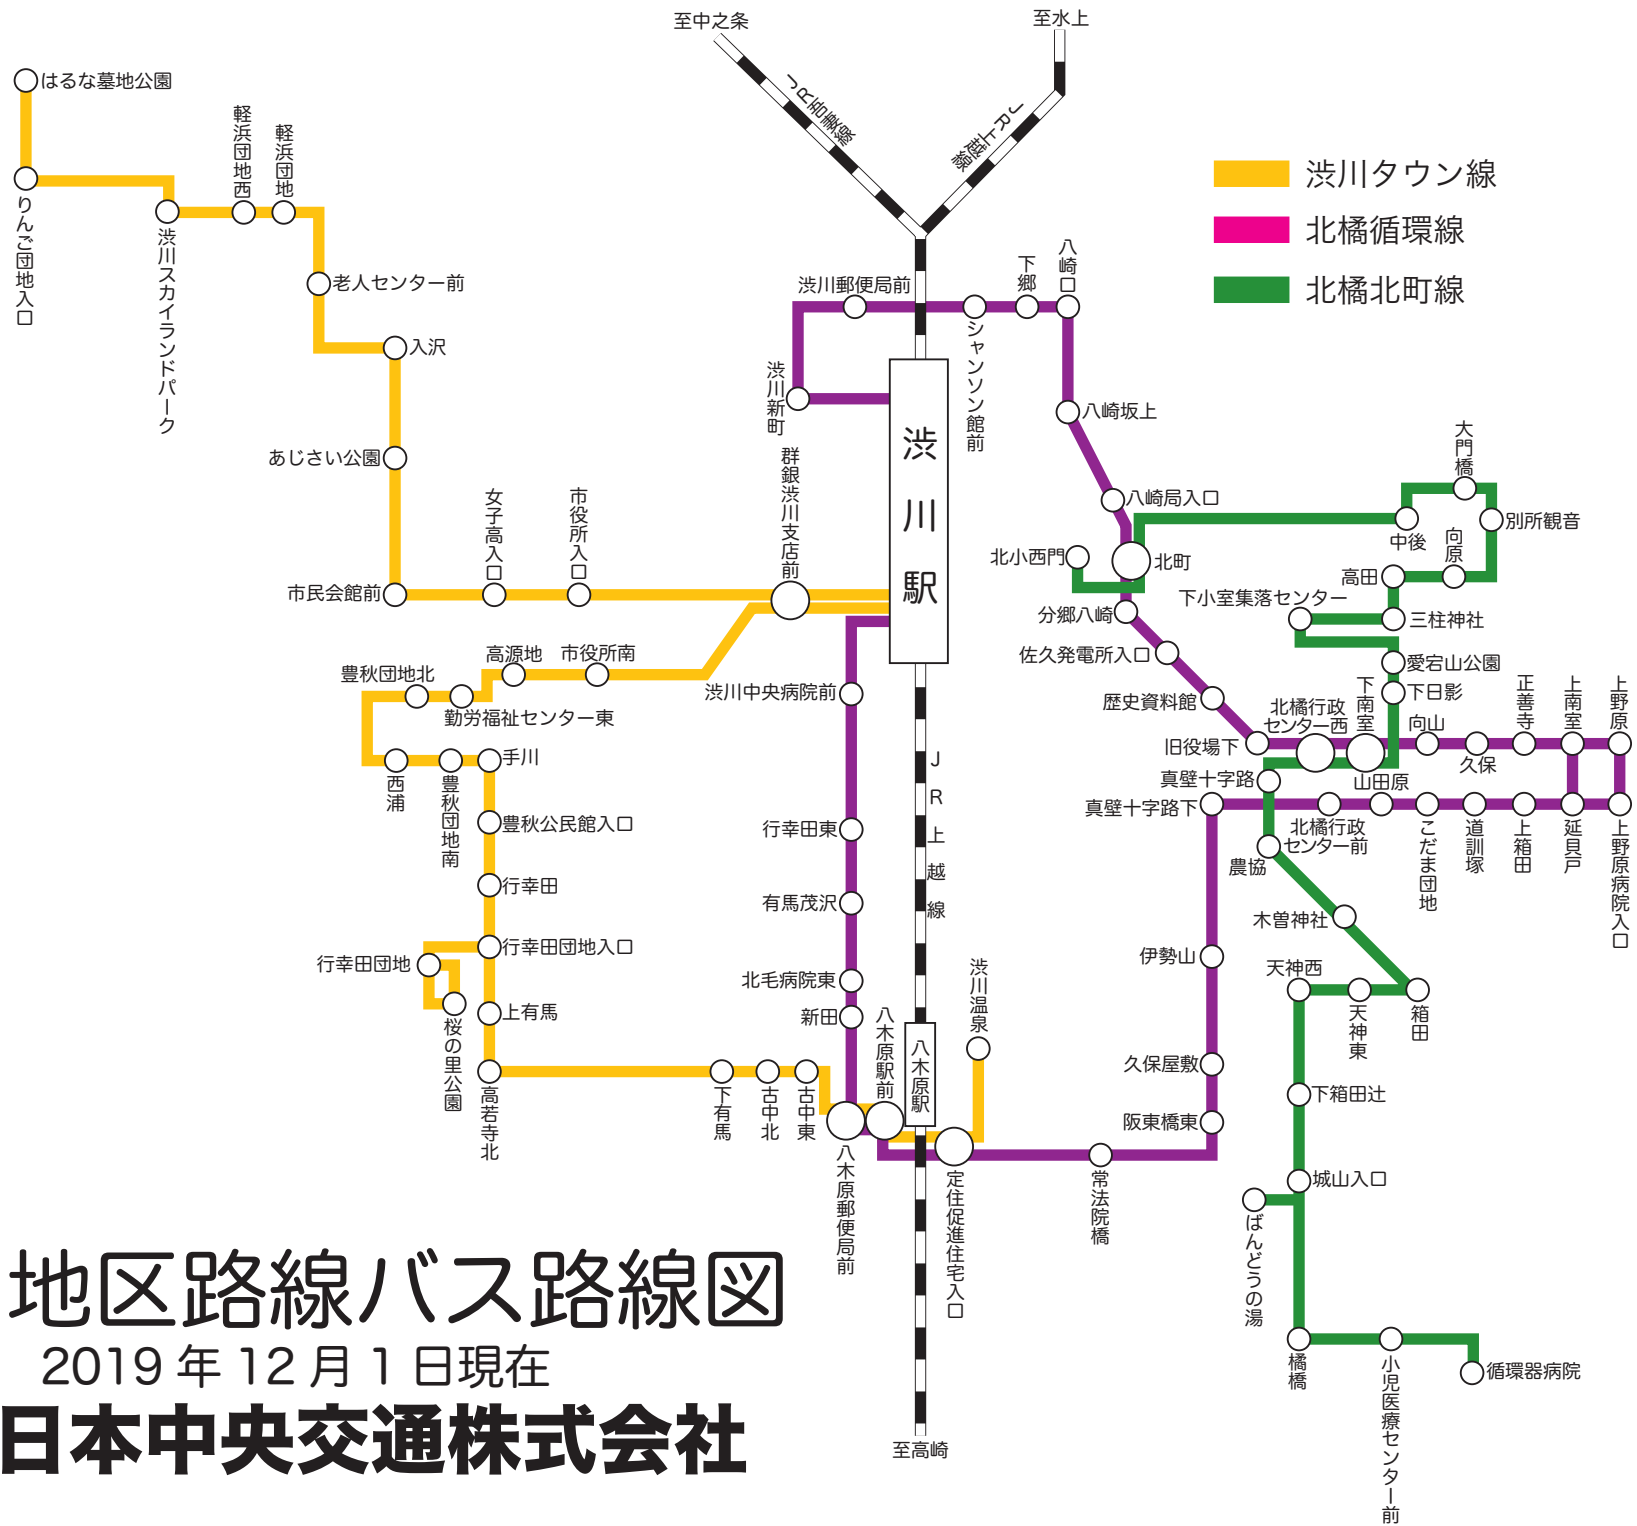 至中之条
至水上
JR吾妻線
JR上越線
渋川タウン線
北橘循環線
北橘北町線
はるな墓地公園
りんご団地入口
渋川スカイランドパーク
軽浜団地西
軽浜団地
老人センター前
入沢
あじさい公園
市民会館前
女子高入口
市役所入口
群銀渋川支店前
渋川新町
渋川郵便局前
シャンソン館前
下郷
八崎口
八崎坂上
八崎局入口
北小西門
北町
分郷八崎
佐久発電所入口
歴史資料館
旧役場下
渋川駅
中後
大門橋
別所観音
向原
高田
三柱神社
下小室集落センター
愛宕山公園
下日影
下南室
北橘行政
センター西
向山
久保
正善寺
上南室
上野原
真壁十字路
山田原
真壁十字路下
北橘行政
センター前
こだま団地
道訓塚
上箱田
延貝戸
上野原病院入口
農協
木曽神社
箱田
天神東
天神西
下箱田辻
城山入口
ばんどうの湯
橘橋
小児医療センター前
循環器病院
市役所南
高源地
勤労福祉センター東
豊秋団地北
西浦
豊秋団地南
手川
豊秋公民館入口
行幸田
行幸田団地入口
行幸田団地
桜の里公園
上有馬
高若寺北
下有馬
古中北
古中東
渋川中央病院前
行幸田東
有馬茂沢
北毛病院東
新田
八木原駅前
八木原郵便局前
八木原駅
JR上越線
渋川温泉
定住促進住宅入口
常法院橋
阪東橋東
久保屋敷
伊勢山
至高崎
地区路線バス路線図
2019年12月1日現在
日本中央交通株式会社